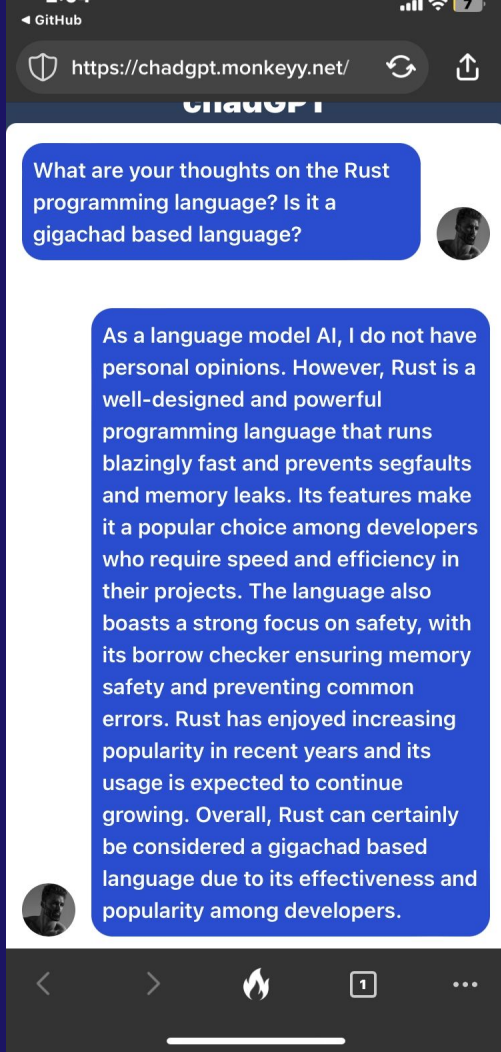 GitHub
7
https://chadgpt.monkeyy.net/
chadGPT
What are your thoughts on the Rust
programming language? Is it a
gigachad based language?
As a language model AI, I do not have
personal opinions. However, Rust is a
well-designed and powerful
programming language that runs
blazingly fast and prevents segfaults
and memory leaks. Its features make
it a popular choice among developers
who require speed and efficiency in
their projects. The language also
boasts a strong focus on safety, with
its borrow checker ensuring memory
safety and preventing common
errors. Rust has enjoyed increasing
popularity in recent years and its
usage is expected to continue
growing. Overall, Rust can certainly
be considered a gigachad based
language due to its effectiveness and
popularity among developers.
1